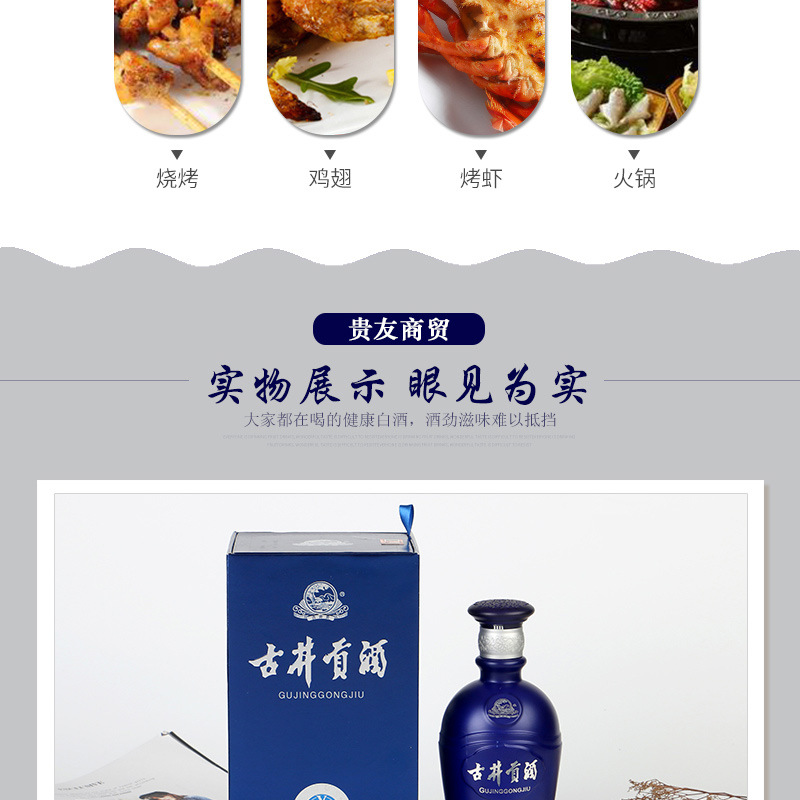 烧烤 鸡翅 烤虾 火锅
贵友商贸
实物展示 眼见为实
大家都在喝的健康白酒，酒劲滋味难以抵挡
古井贡酒
GUJINGGONGJIU
古井贡酒
GUJINGGONGJIU